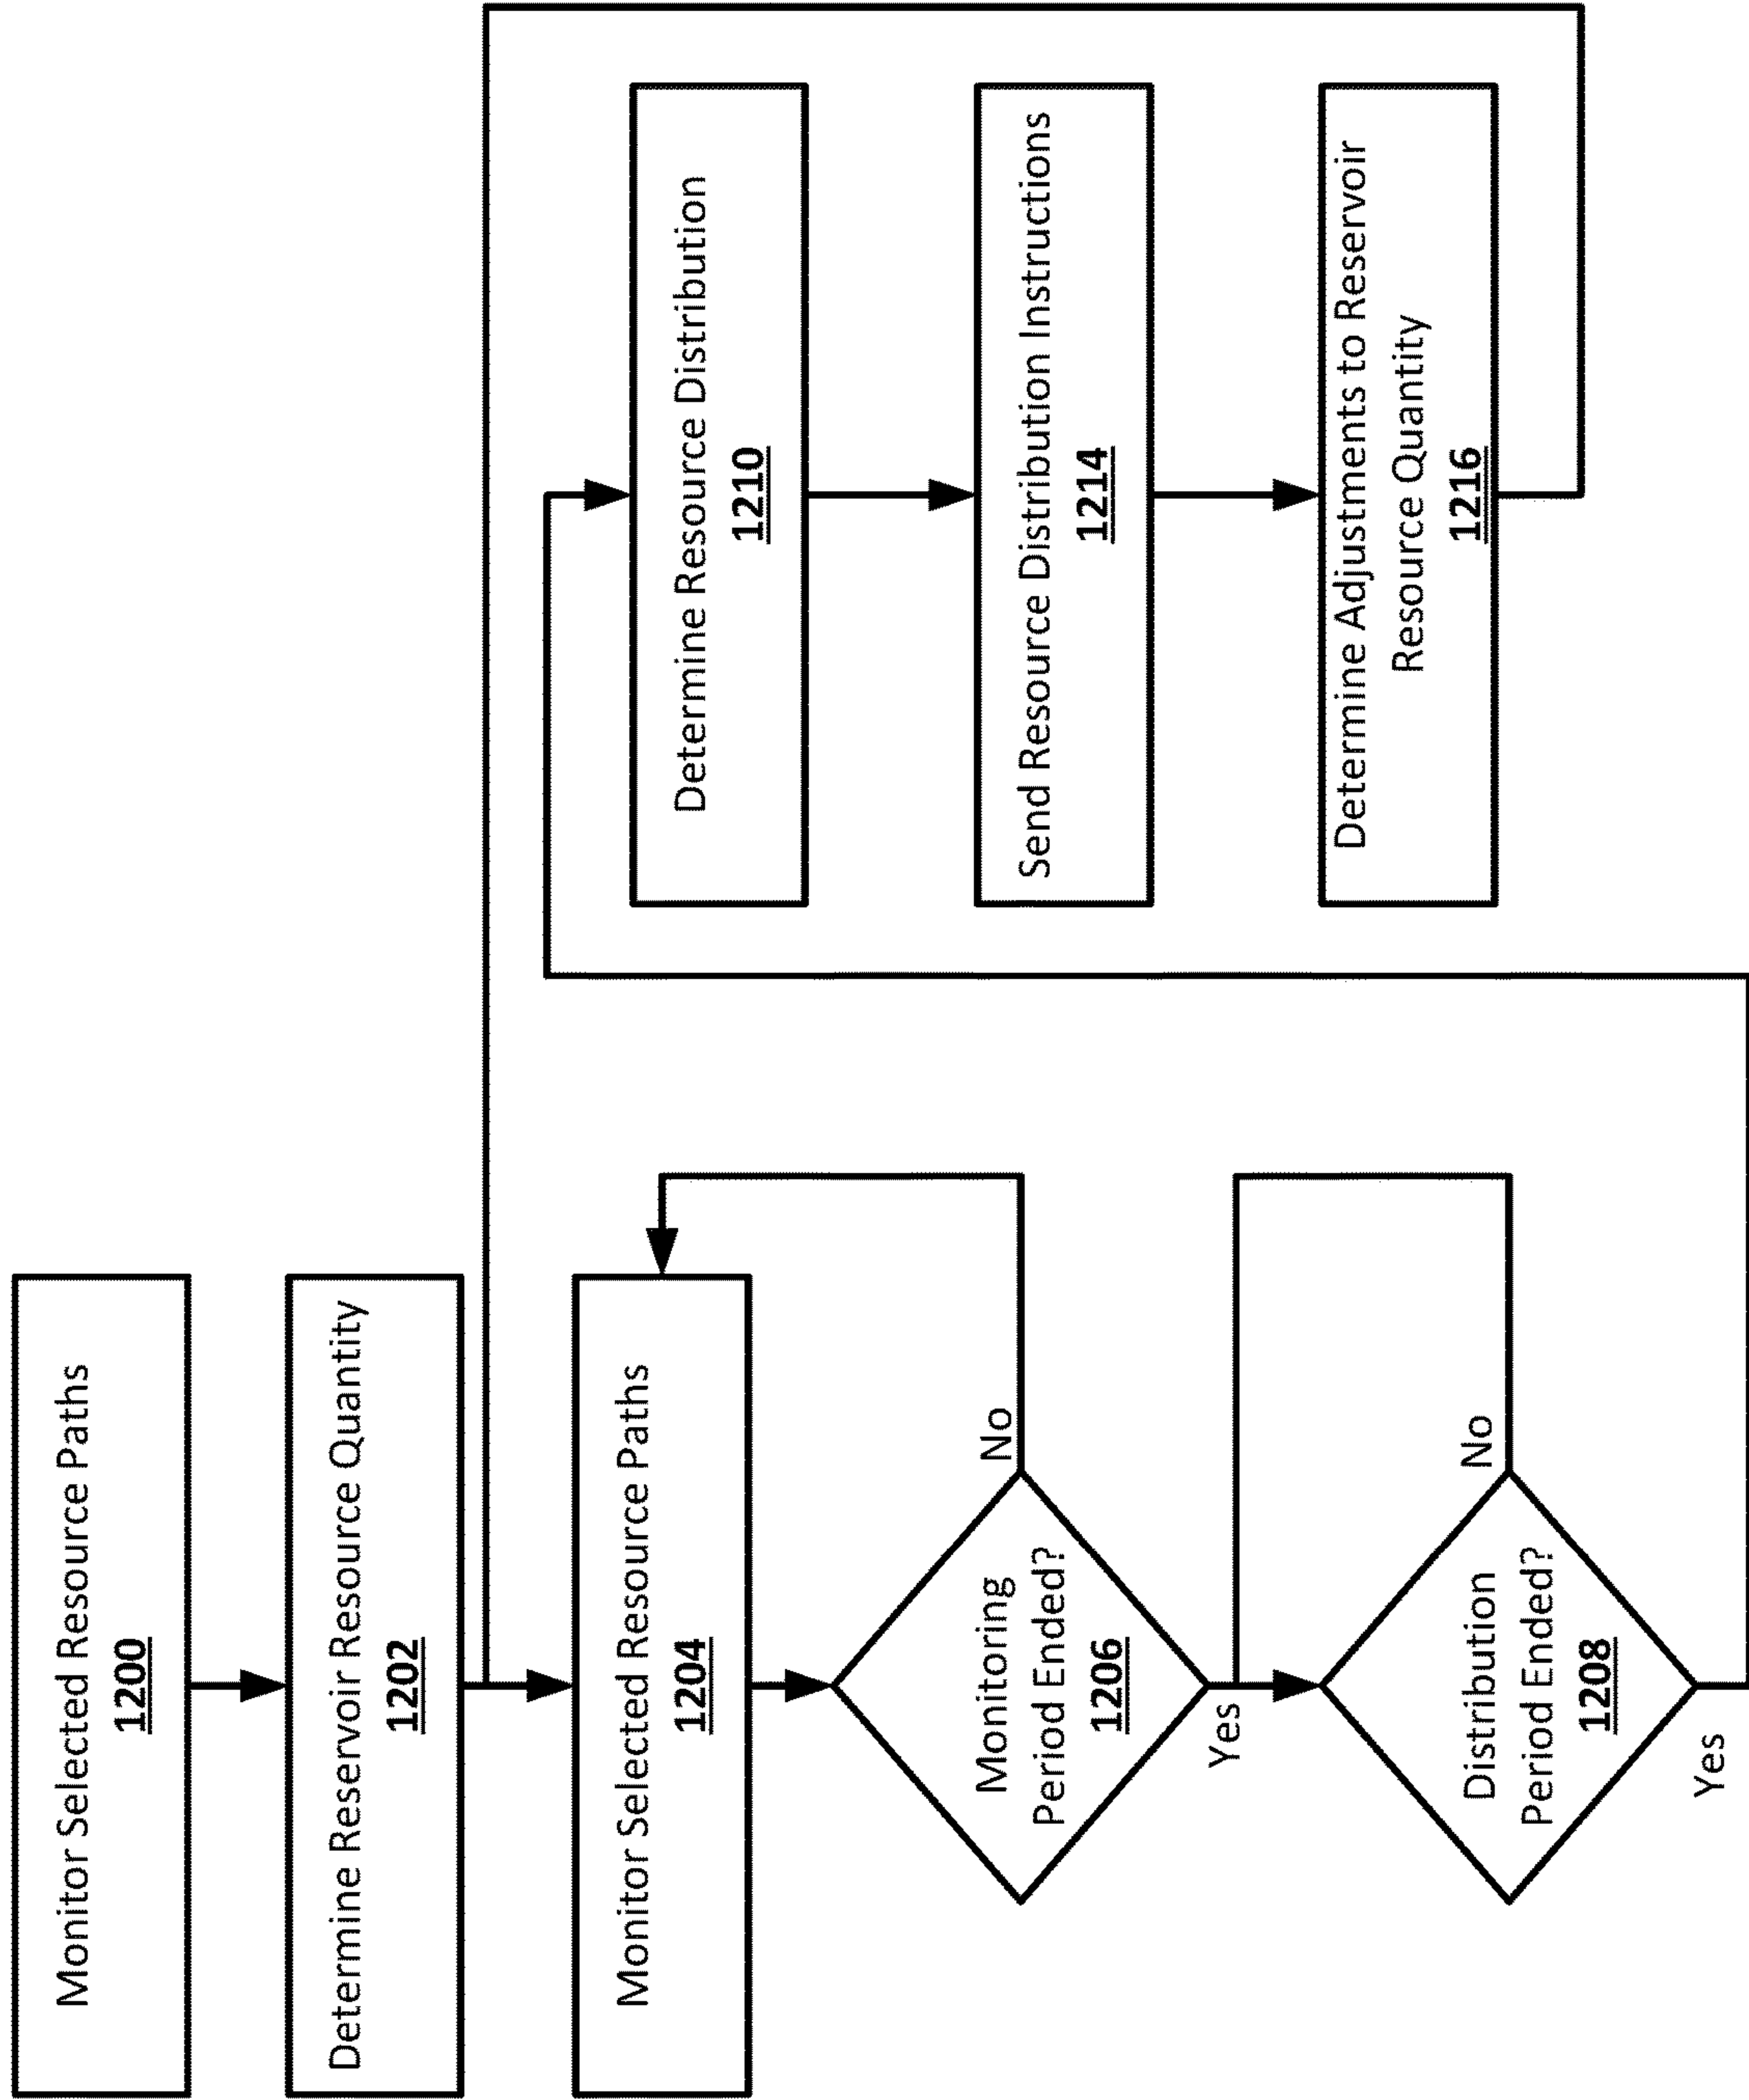 Monitor Selected Resource Paths
1200
Determine Reservoir Resource Quantity
1202
Monitor Selected Resource Paths
1204
Monitoring
Period Ended?
1206
No
Yes
Distribution
Period Ended?
1208
No
Yes
Determine Resource Distribution
1210
Send Resource Distribution Instructions
1214
Determine Adjustments to Reservoir
Resource Quantity
1216